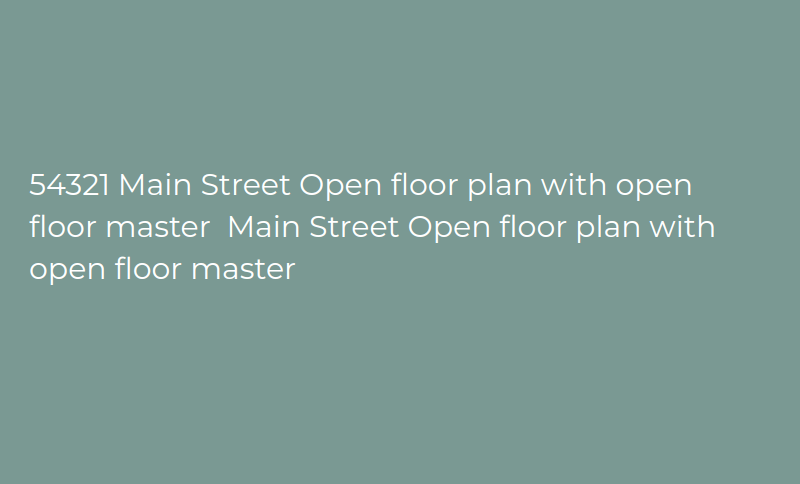 54321 Main Street Open floor plan with open
floor master  Main Street Open floor plan with
open floor master